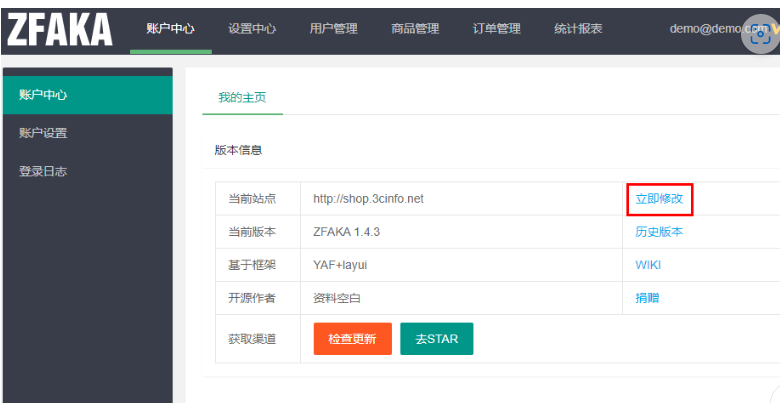 ZFAKA 账户中心 设置中心 用户管理 商品管理 订单管理 统计报表 demo@demo.com
账户中心
账户设置
登录日志
我的主页
版本信息
当前站点 http://shop.3cinfo.net 立即修改
当前版本 ZFAKA 1.4.3 历史版本
基于框架 YAF+layui WIKI
开源作者 资料空白 捐赠
获取渠道 检查更新 去STAR